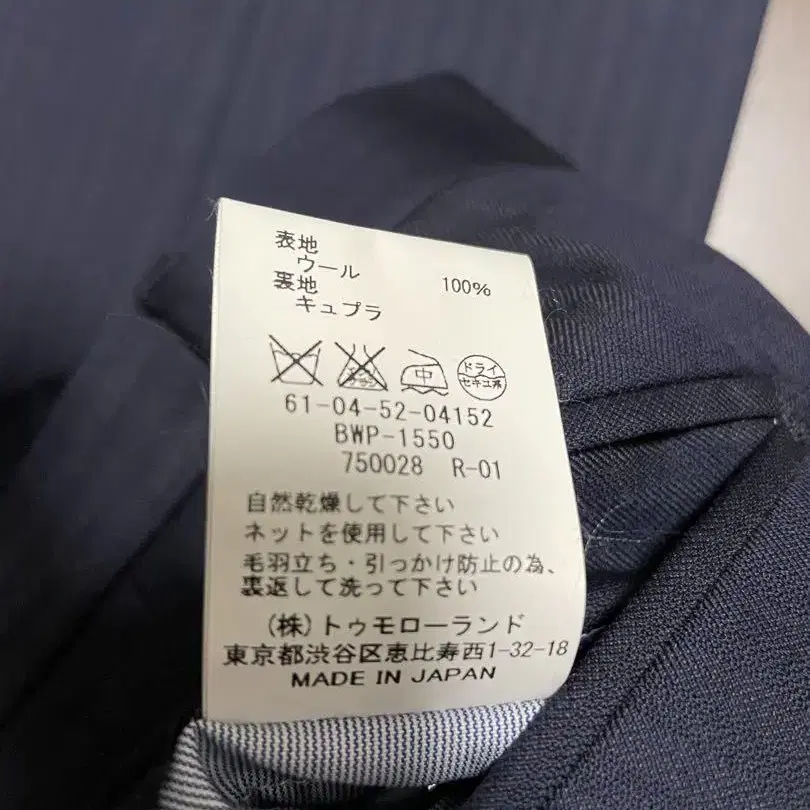 表地
ウール 100%
裏地
キュプラ
中
ドライ
セキユ系
61-04-52-04152
BWP-1550
750028 R-01
自然乾燥して下さい
ネットを使用して下さい
毛羽立ち・引っかけ防止の為、
裏返して洗って下さい
(株)トゥモローランド
東京都渋谷区恵比寿西1-32-18
MADE IN JAPAN